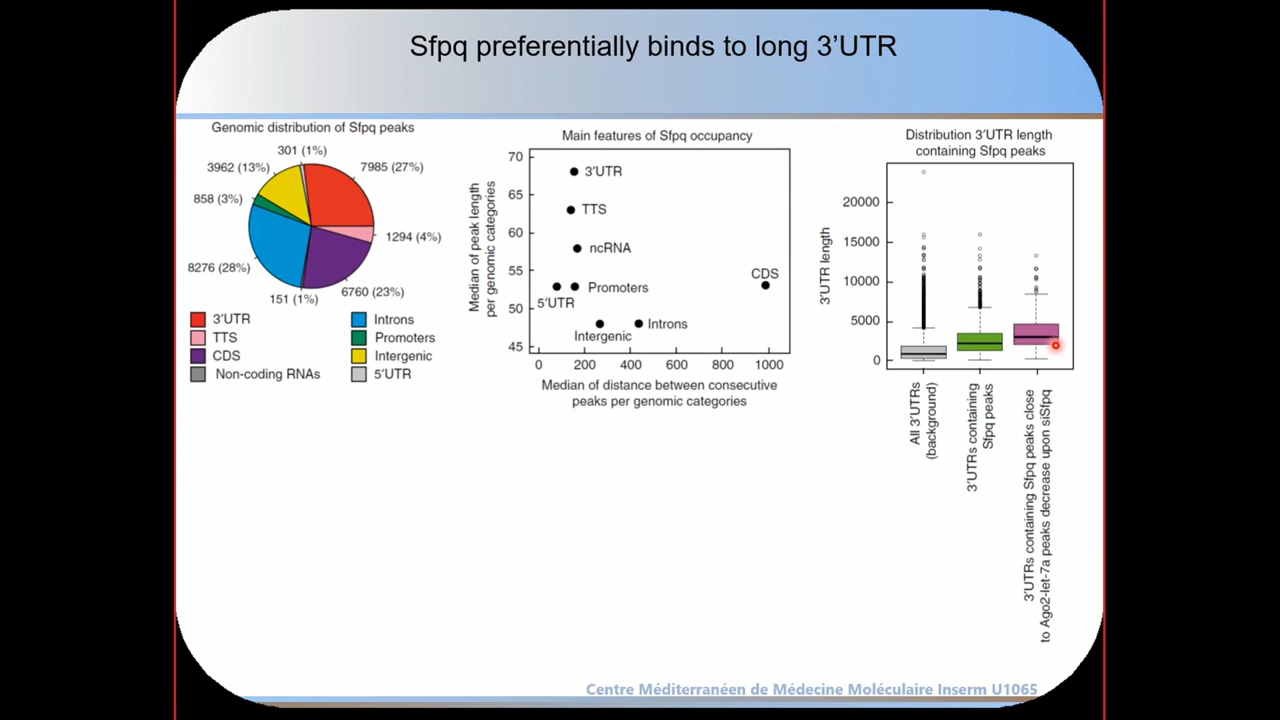 Sfpq preferentially binds to long 3’UTR
Genomic distribution of Sfpq peaks
301 (1%)
3962 (13%)
7985 (27%)
858 (3%)
1294 (4%)
8276 (28%)
6760 (23%)
151 (1%)
3′UTR
Introns
TTS
Promoters
CDS
Intergenic
Non-coding RNAs
5′UTR
Main features of Sfpq occupancy
Median of peak length
per genomic categories
70
65
60
55
50
45
3′UTR
TTS
ncRNA
CDS
5′UTR
Promoters
Intergenic
Introns
0 200 400 600 800 1000
Median of distance between consecutive
peaks per genomic categories
Distribution 3′UTR length
containing Sfpq peaks
3′UTR length
20000
15000
10000
5000
0
All 3′UTRs
(background)
3′UTRs containing
Sfpq peaks
3′UTRs containing Sfpq peaks close
to Ago2-let-7a peaks decrease upon siSfpq
Centre Méditerranéen de Médecine Moléculaire Inserm U1065